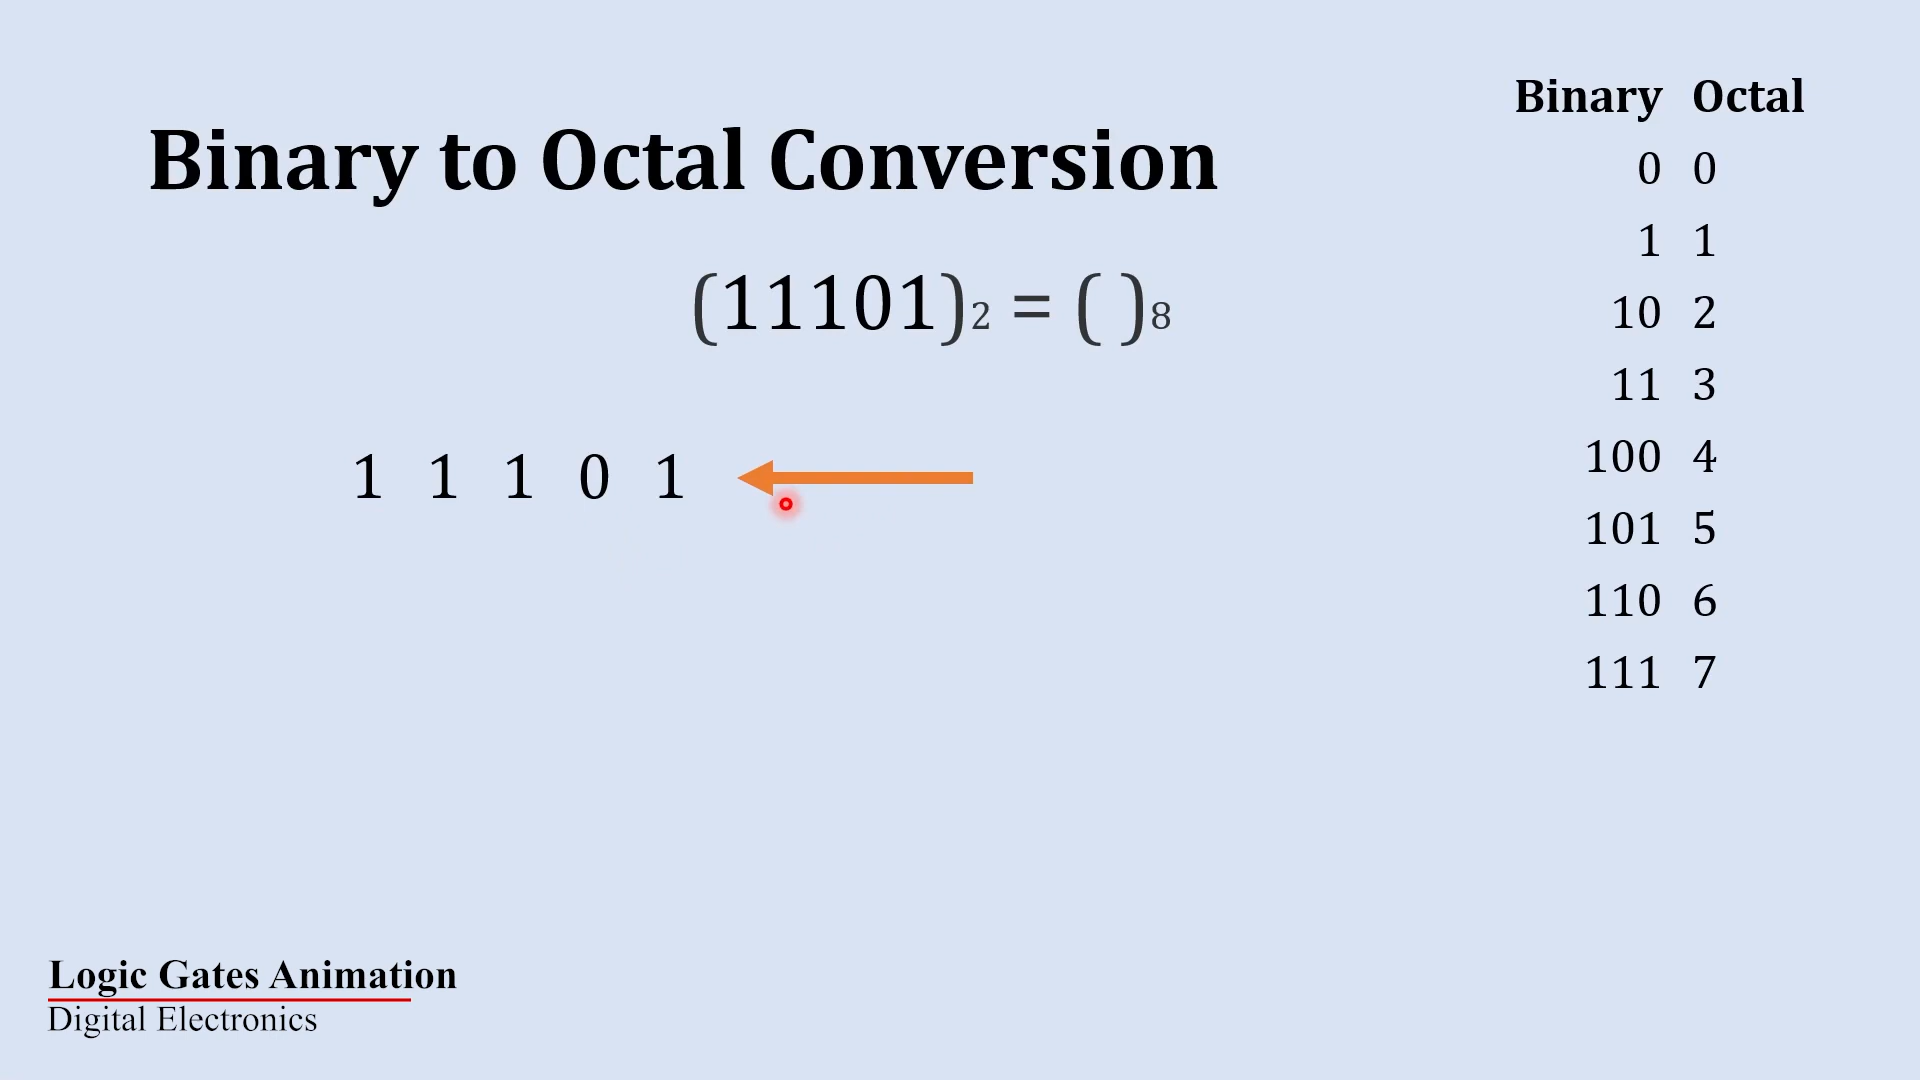 Binary to Octal Conversion
(11101)2 = ( )8
1 1 1 0 1
Binary Octal
0 0
1 1
10 2
11 3
100 4
101 5
110 6
111 7
Logic Gates Animation
Digital Electronics